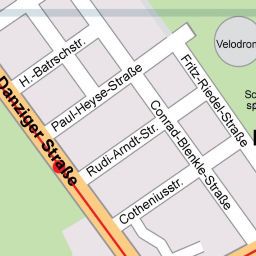 H.-Batrschstr.
Velodrom
Paul-Heyse-Straße
Fritz-Riedel-Straße
Danziger Straße
Rudi-Arndt-Str.
Conrad-Blenkle-Straße
Cotheniusstr.